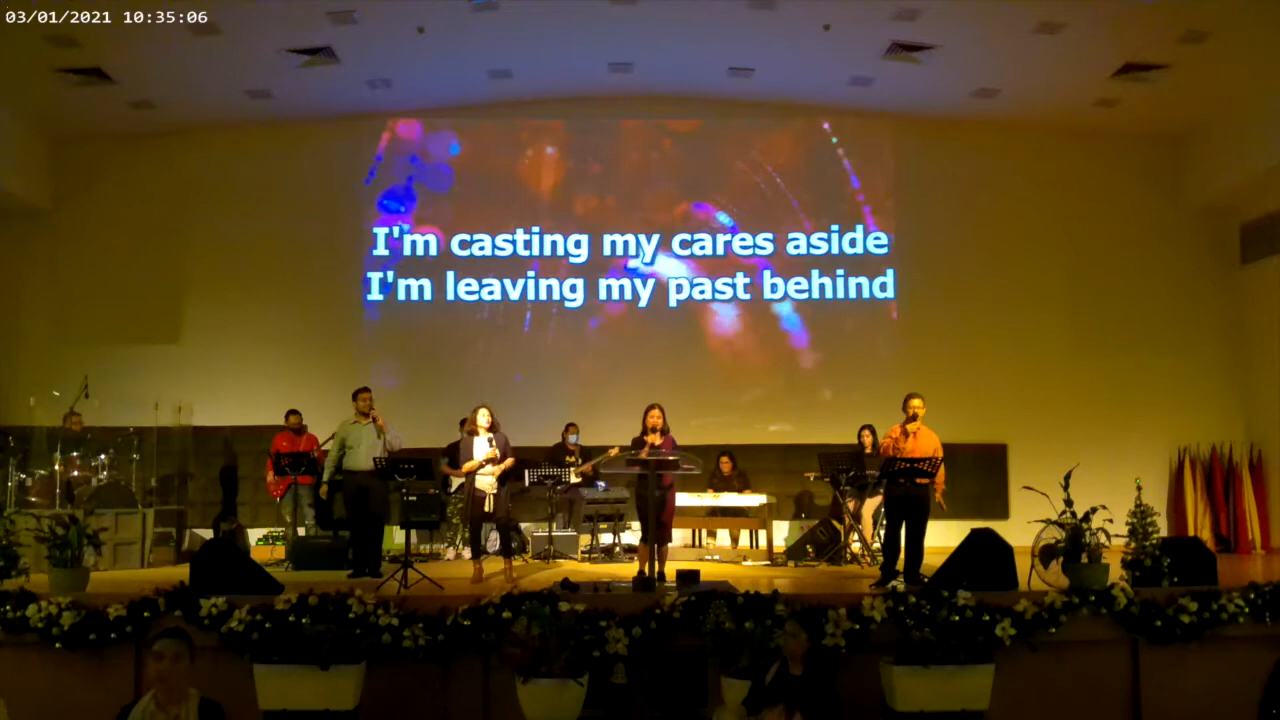 03/01/2021 10:35:06
I'm casting my cares aside
I'm leaving my past behind